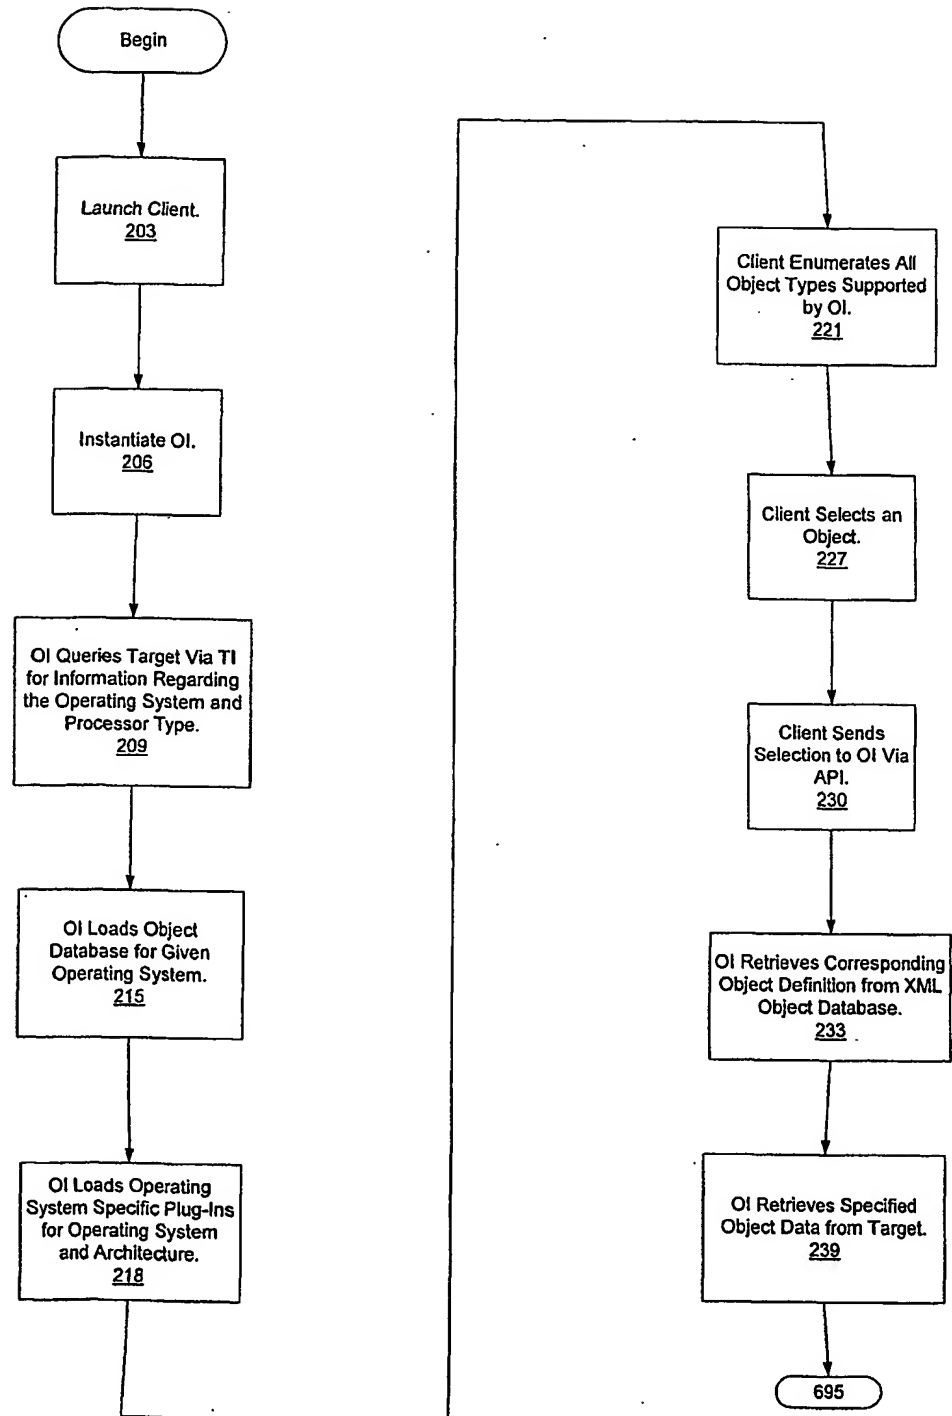 Begin
Launch Client.
203
Instantiate OI.
206
OI Queries Target Via TI
for Information Regarding
the Operating System and
Processor Type.
209
OI Loads Object
Database for Given
Operating System.
215
OI Loads Operating
System Specific Plug-Ins
for Operating System
and Architecture.
218
Client Enumerates All
Object Types Supported
by OI.
221
Client Selects an
Object.
227
Client Sends
Selection to OI Via
API.
230
OI Retrieves Corresponding
Object Definition from XML
Object Database.
233
OI Retrieves Specified
Object Data from Target.
239
695